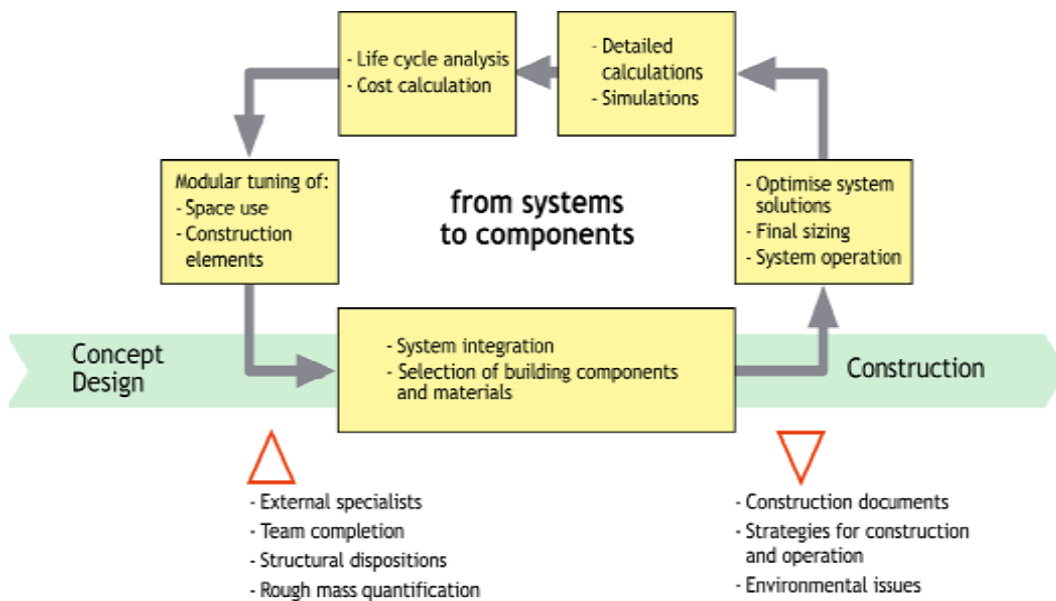 - Life cycle analysis
- Cost calculation
- Detailed
calculations
- Simulations
Modular tuning of:
- Space use
- Construction
elements
from systems
to components
- Optimise system
solutions
- Final sizing
- System operation
Concept
Design
- System integration
- Selection of building components
and materials
Construction
- External specialists
- Team completion
- Structural dispositions
- Rough mass quantification
- Construction documents
- Strategies for construction
and operation
- Environmental issues